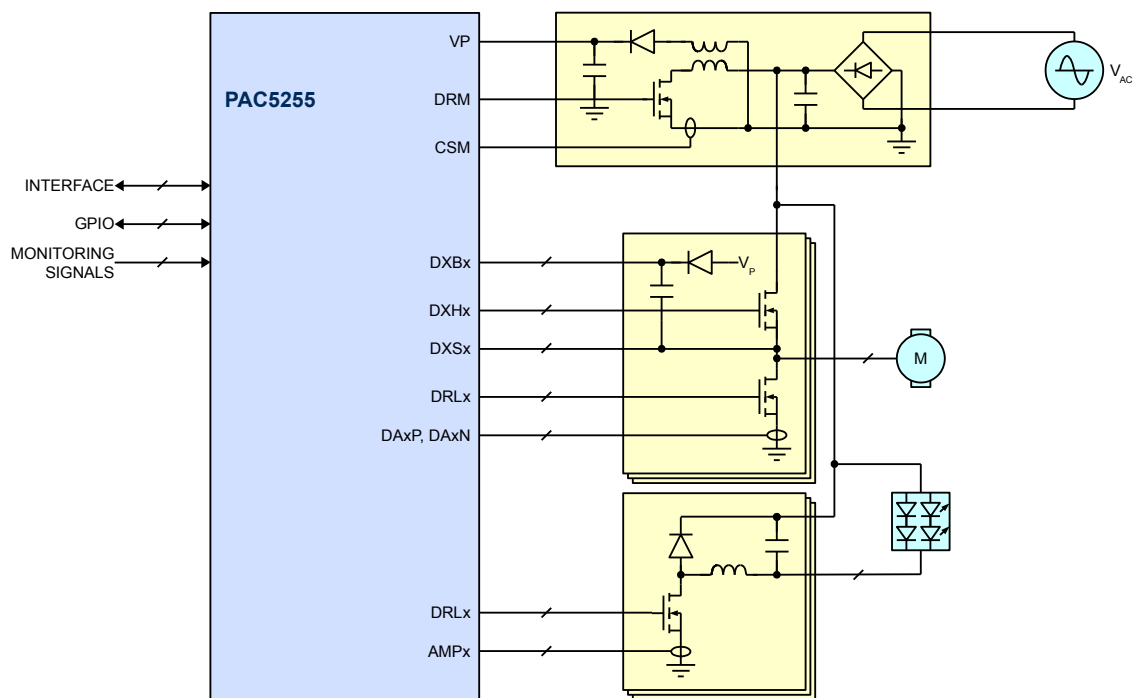 VP
PAC5255
DRM
CSM
V_AC
INTERFACE
GPIO
MONITORING
SIGNALS
DXBx
V_P
DXHx
DXSx
M
DRLx
DAxP, DAxN
DRLx
AMPx